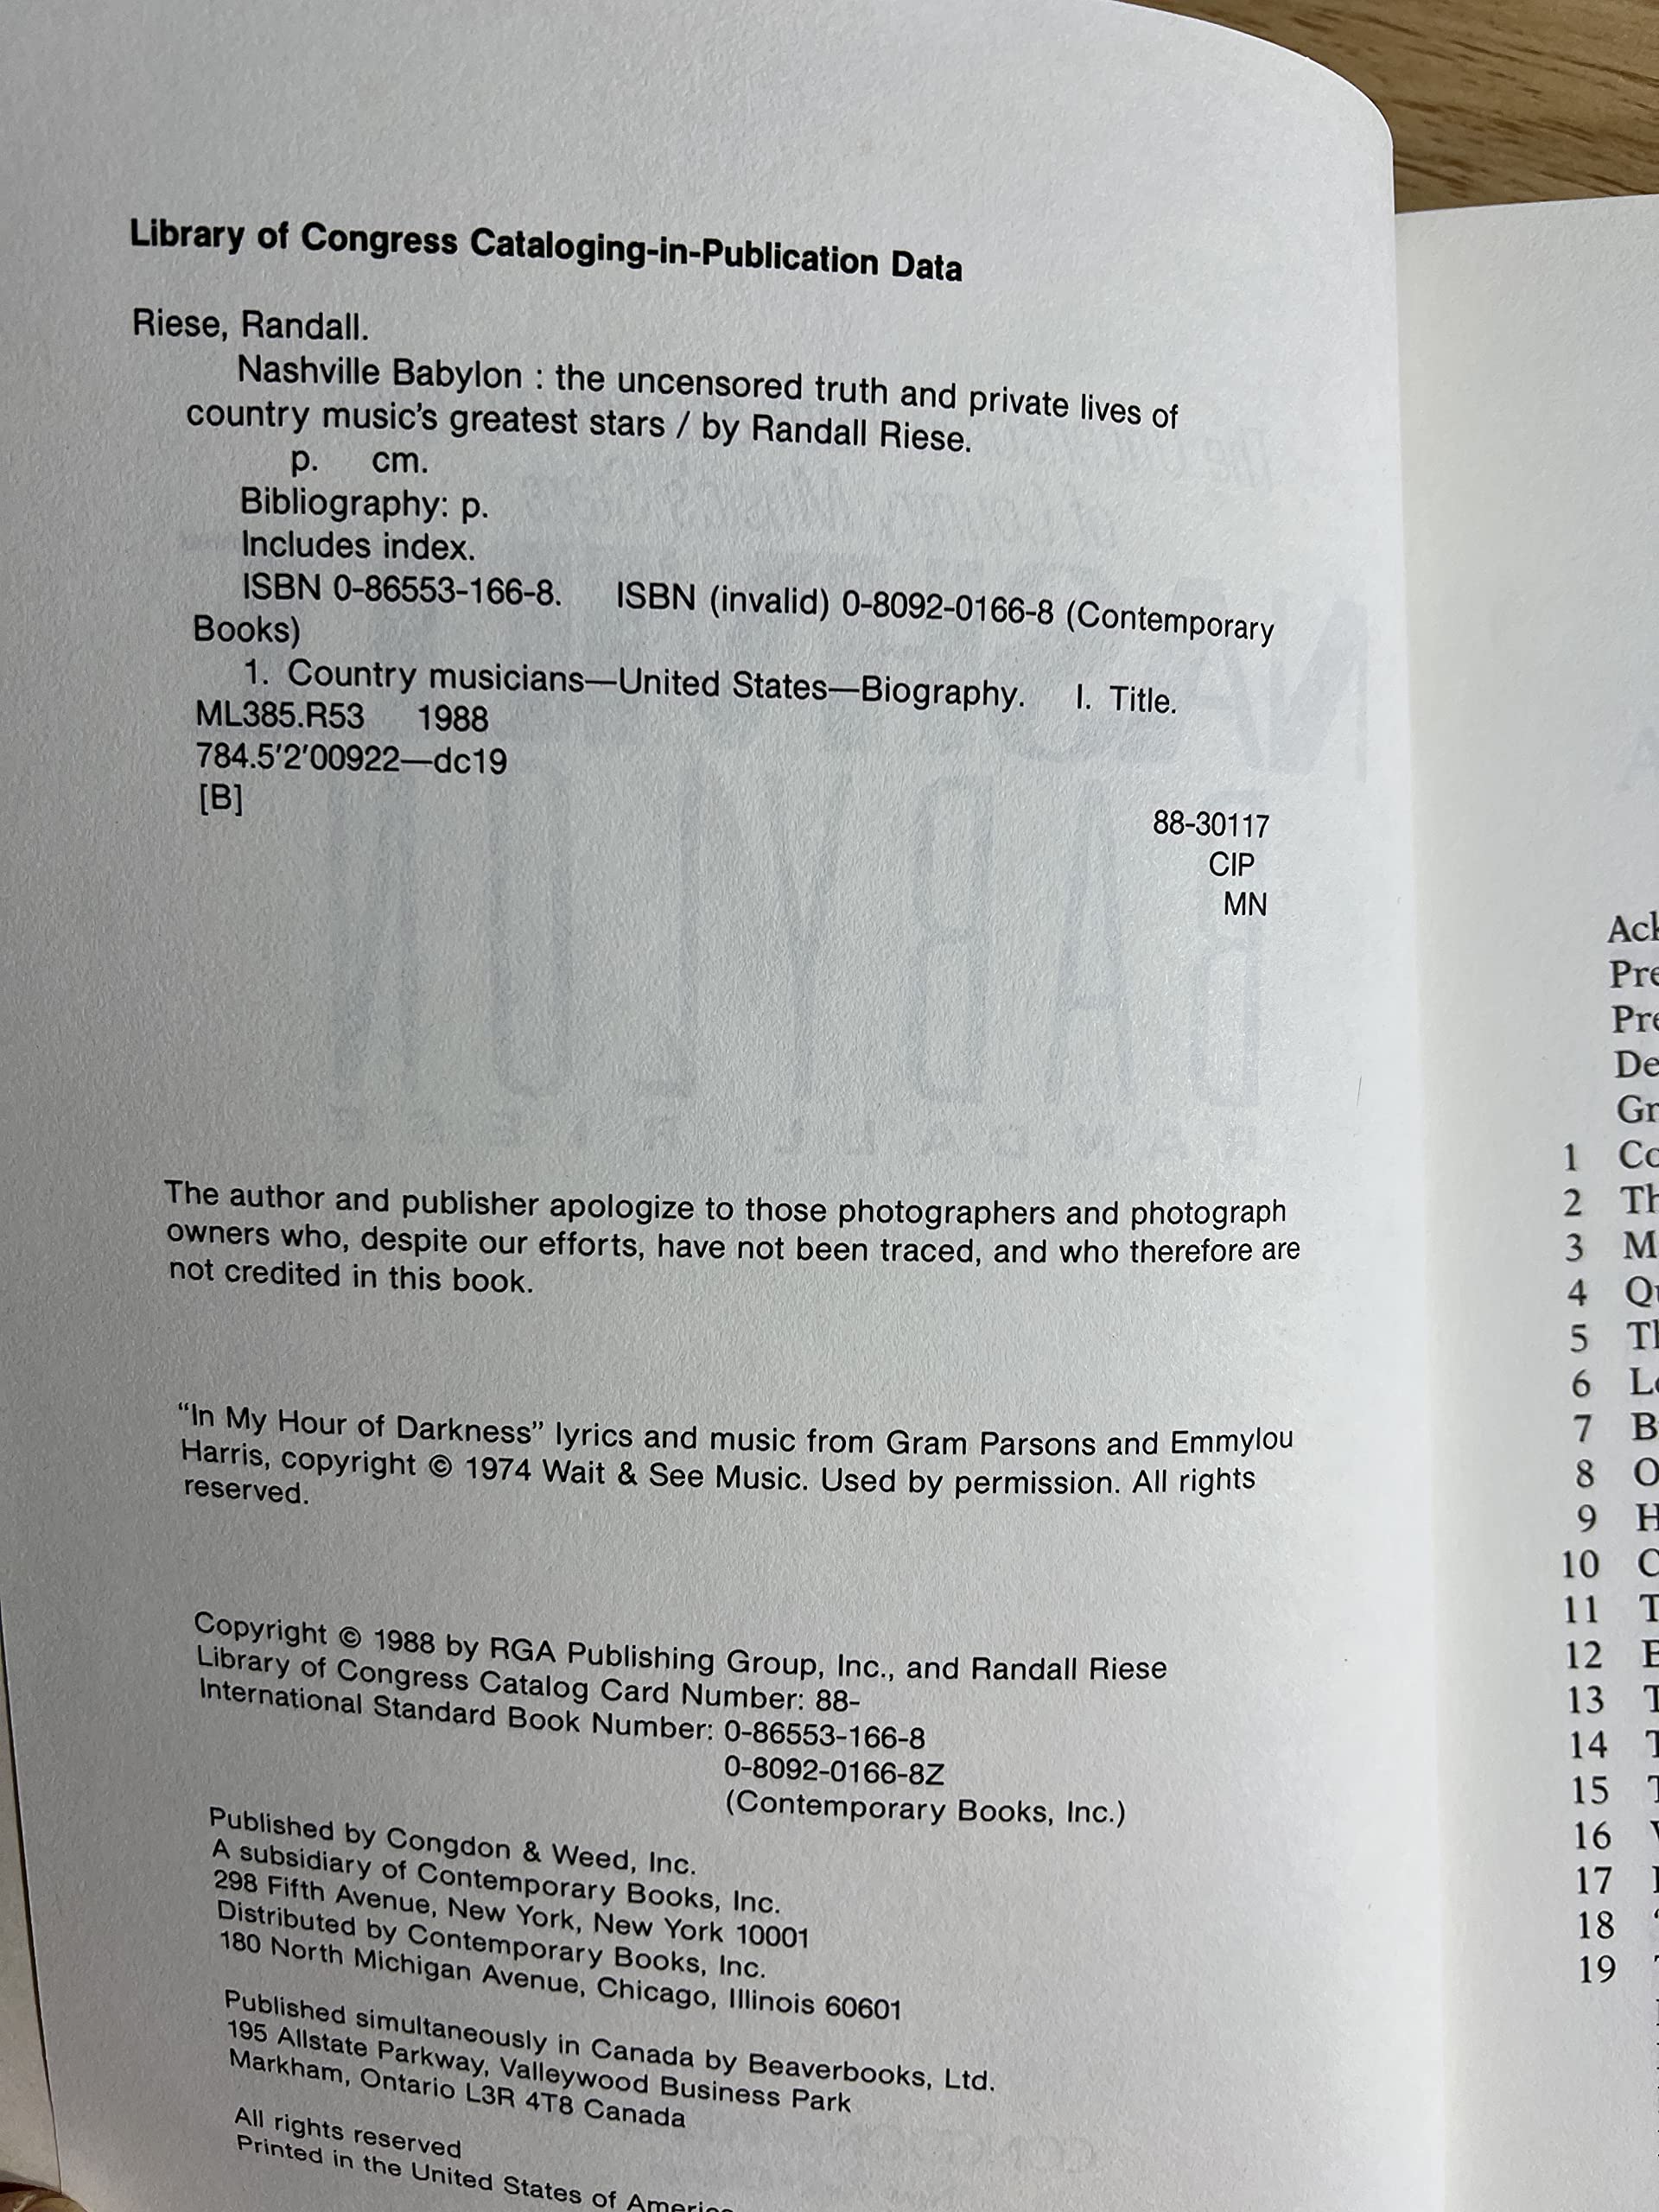 Library of Congress Cataloging-in-Publication Data
Riese, Randall.
Nashville Babylon : the uncensored truth and private lives of
country music's greatest stars / by Randall Riese.
p. cm.
Bibliography: p.
Includes index.
ISBN 0-86553-166-8. ISBN (invalid) 0-8092-0166-8 (Contemporary
Books)
1. Country musicians—United States—Biography. I. Title.
ML385.R53 1988
784.5′2′00922—dc19
[B]
88-30117
CIP
MN
The author and publisher apologize to those photographers and photograph
owners who, despite our efforts, have not been traced, and who therefore are
not credited in this book.
“In My Hour of Darkness” lyrics and music from Gram Parsons and Emmylou
Harris, copyright © 1974 Wait & See Music. Used by permission. All rights
reserved.
Copyright © 1988 by RGA Publishing Group, Inc., and Randall Riese
Library of Congress Catalog Card Number: 88-
International Standard Book Number: 0-86553-166-8
0-8092-0166-8Z
(Contemporary Books, Inc.)
Published by Congdon & Weed, Inc.
A subsidiary of Contemporary Books, Inc.
298 Fifth Avenue, New York, New York 10001
Distributed by Contemporary Books, Inc.
180 North Michigan Avenue, Chicago, Illinois 60601
Published simultaneously in Canada by Beaverbooks, Ltd.
195 Allstate Parkway, Valleywood Business Park
Markham, Ontario L3R 4T8 Canada
All rights reserved
Printed in the United States of
1
2
3
4
5
6
7
8
9
10
11
12
13
14
15
16
17
18
19